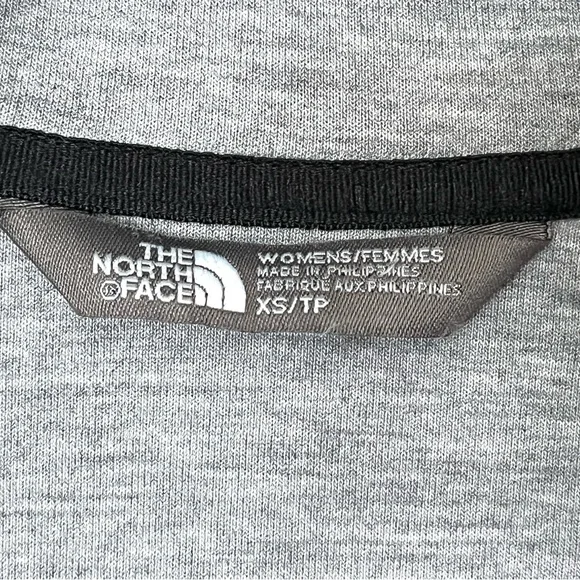 THE
NORTH
FACE
WOMENS/FEMMES
MADE IN PHILIPPINES
FABRIQUE AUX PHILIPPINES
XS/TP